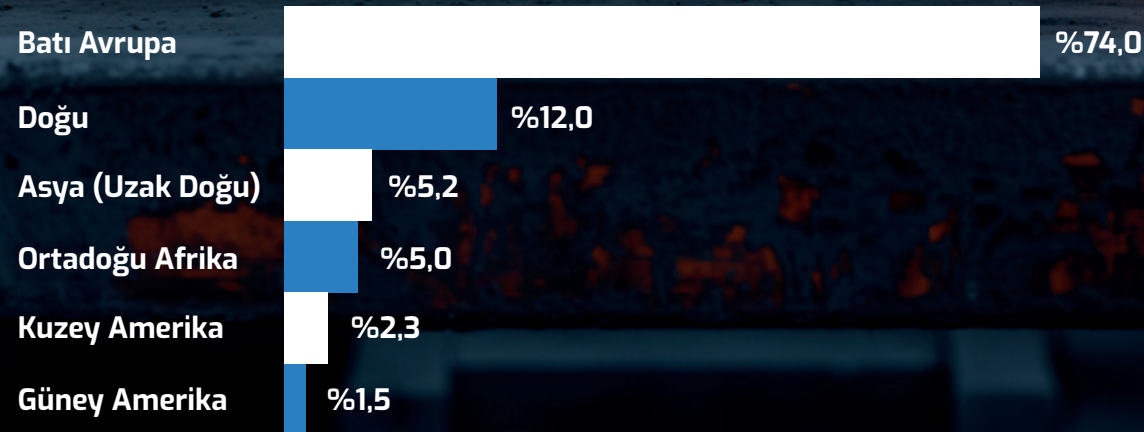 Batı Avrupa %74,0
Doğu %12,0
Asya (Uzak Doğu) %5,2
Ortadoğu Afrika %5,0
Kuzey Amerika %2,3
Güney Amerika %1,5